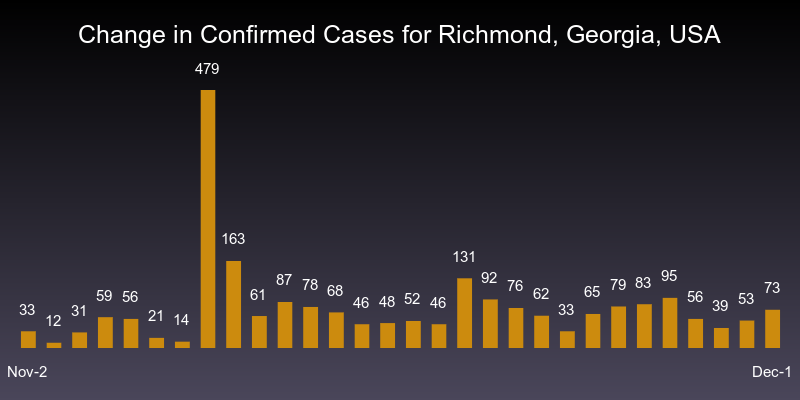 Change in Confirmed Cases for Richmond, Georgia, USA
33 12 31 59 56 21 14 479 163 61 87 78 68 46 48 52 46 131 92 76 62 33 65 79 83 95 56 39 53 73
Nov-2 Dec-1